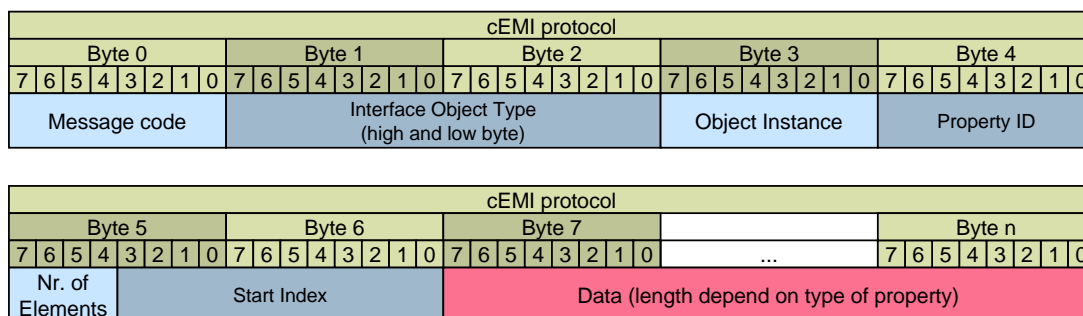 cEMI protocol
Byte 0 Byte 1 Byte 2 Byte 3 Byte 4
7 6 5 4 3 2 1 0 7 6 5 4 3 2 1 0 7 6 5 4 3 2 1 0 7 6 5 4 3 2 1 0 7 6 5 4 3 2 1 0
Message code Interface Object Type Object Instance Property ID
(high and low byte)
cEMI protocol
Byte 5 Byte 6 Byte 7 Byte n
7 6 5 4 3 2 1 0 7 6 5 4 3 2 1 0 7 6 5 4 3 2 1 0 ... 7 6 5 4 3 2 1 0
Nr. of Start Index Data (length depend on type of property)
Elements